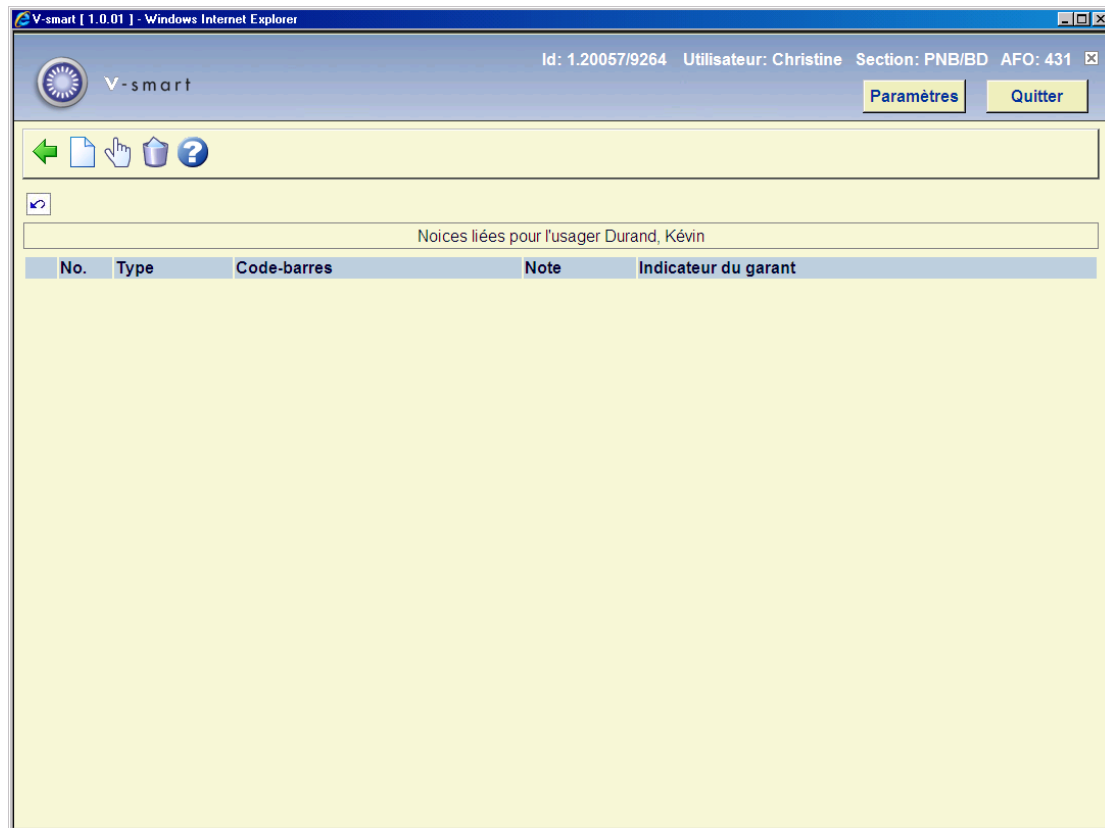 V-smart [ 1.0.01 ] - Windows Internet Explorer
Id: 1.20057/9264 Utilisateur: Christine Section: PNB/BD AFO: 431
V-smart
Paramètres Quitter
Noices liées pour l'usager Durand, Kévin
No. Type Code-barres Note Indicateur du garant